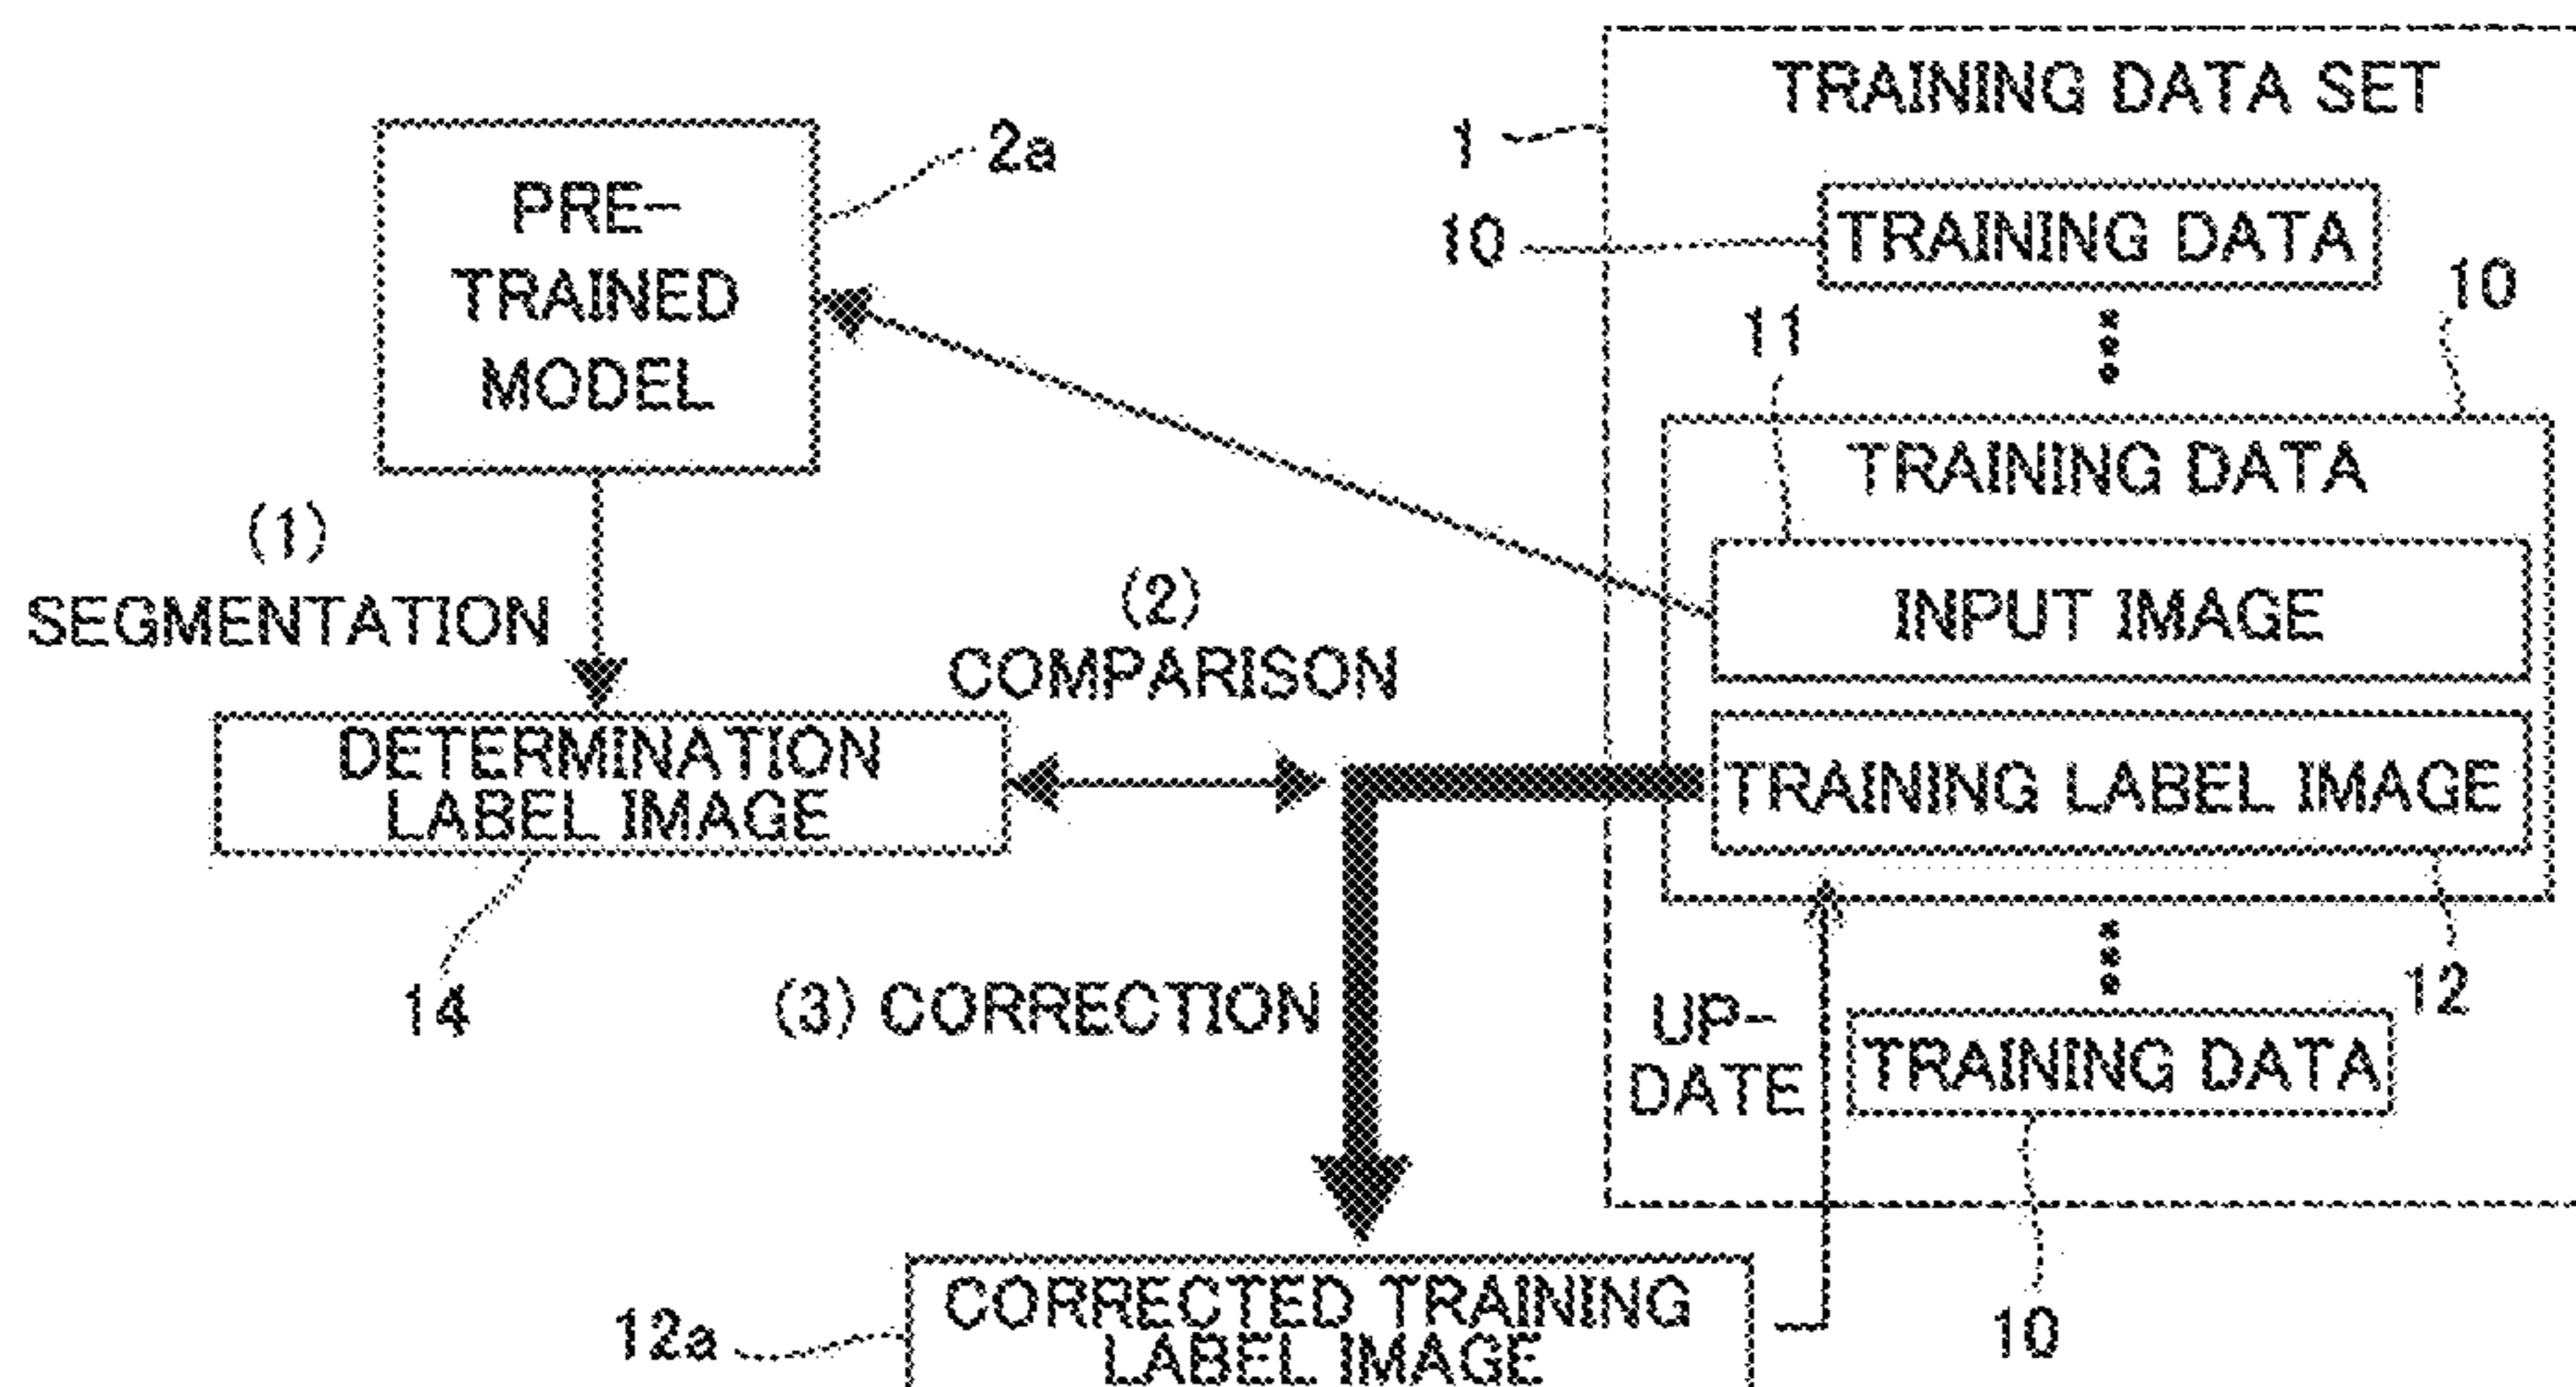 TRAINING DATA SET
1
2a
PRE-
TRAINED
MODEL
10
TRAINING DATA
10
11
TRAINING DATA
(1)
SEGMENTATION
INPUT IMAGE
(2)
COMPARISON
DETERMINATION
LABEL IMAGE
TRAINING LABEL IMAGE
14
(3) CORRECTION
12
UP-
DATE
TRAINING DATA
10
12a
CORRECTED TRAINING
LABEL IMAGE